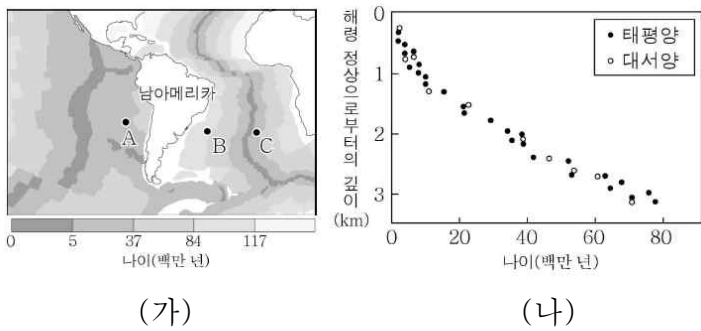 남아메리카
A
B
C
0 5 37 84 117
나이(백만 년)
(가)
해령 정상으로부터의 깊이 (km)
0
1
2
3
태평양
대서양
0 20 40 60 80
나이(백만 년)
(나)